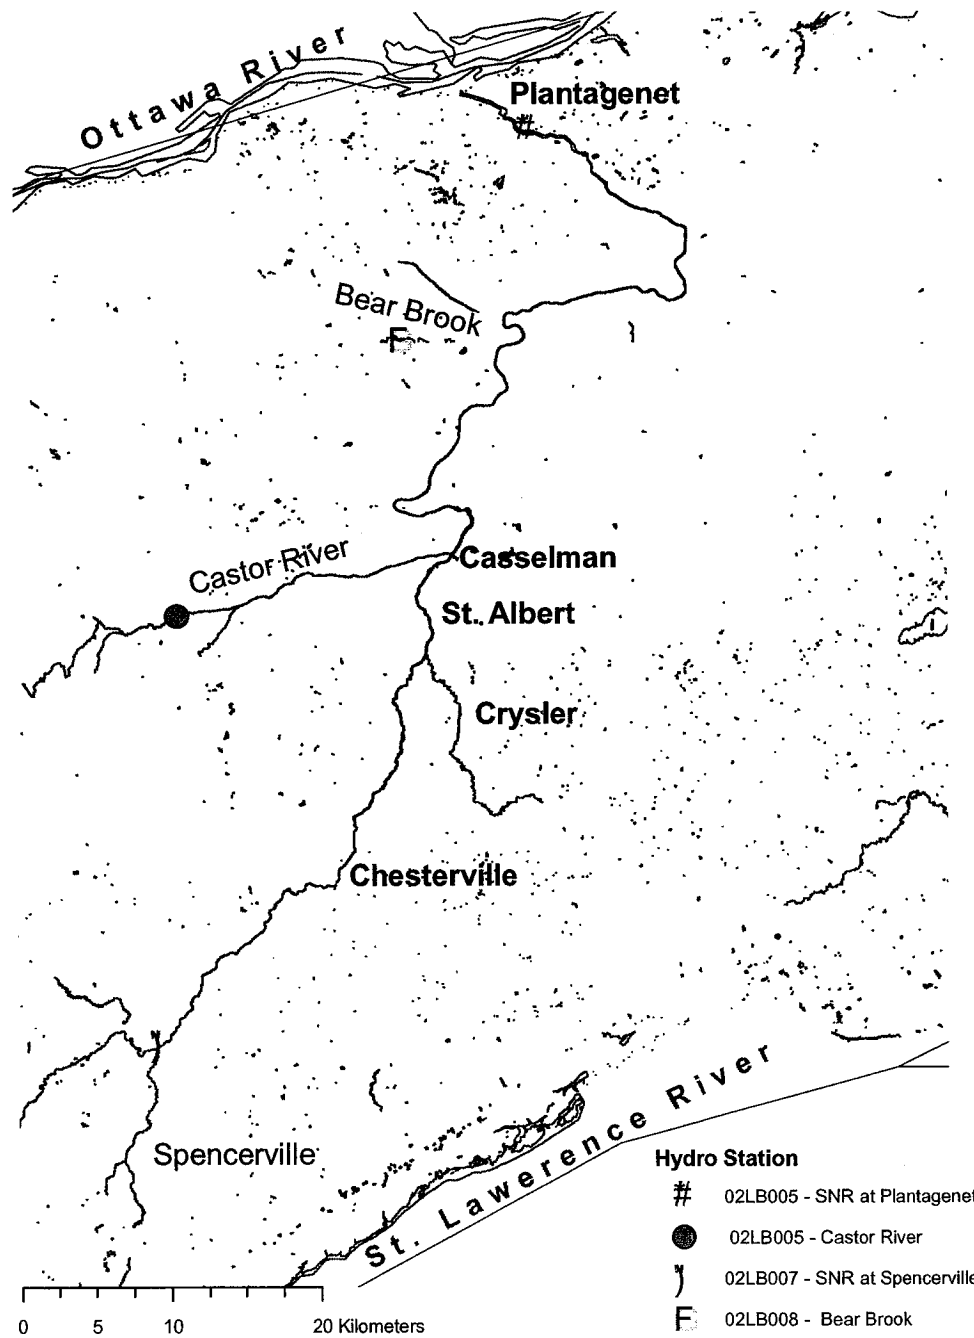 Ottawa River
Plantagenet
#
Bear Brook
F
Castor River
Casselman
St. Albert
Crysler
Chesterville
Spencerville
St. Lawerence River
Hydro Station
# 02LB005 - SNR at Plantagenet
02LB005 - Castor River
02LB007 - SNR at Spencerville
F 02LB008 - Bear Brook
0 5 10 20 Kilometers